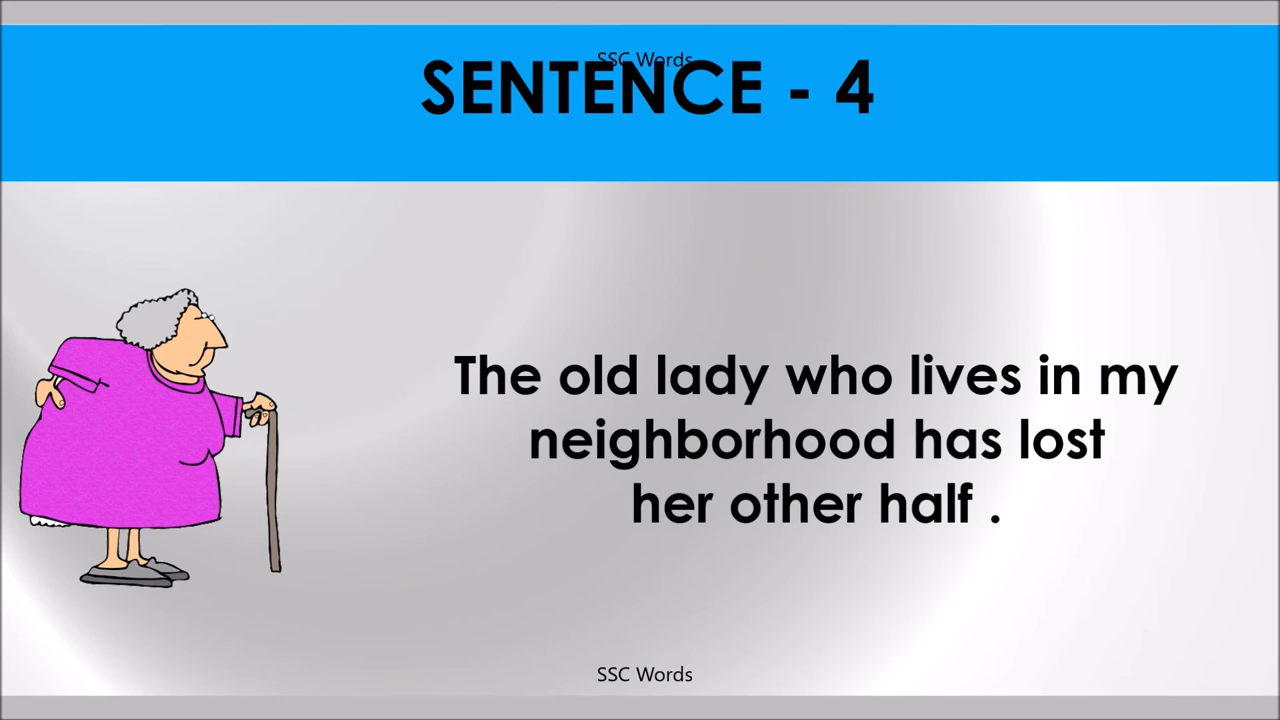 SSC Words
SENTENCE - 4
The old lady who lives in my
neighborhood has lost
her other half .
SSC Words